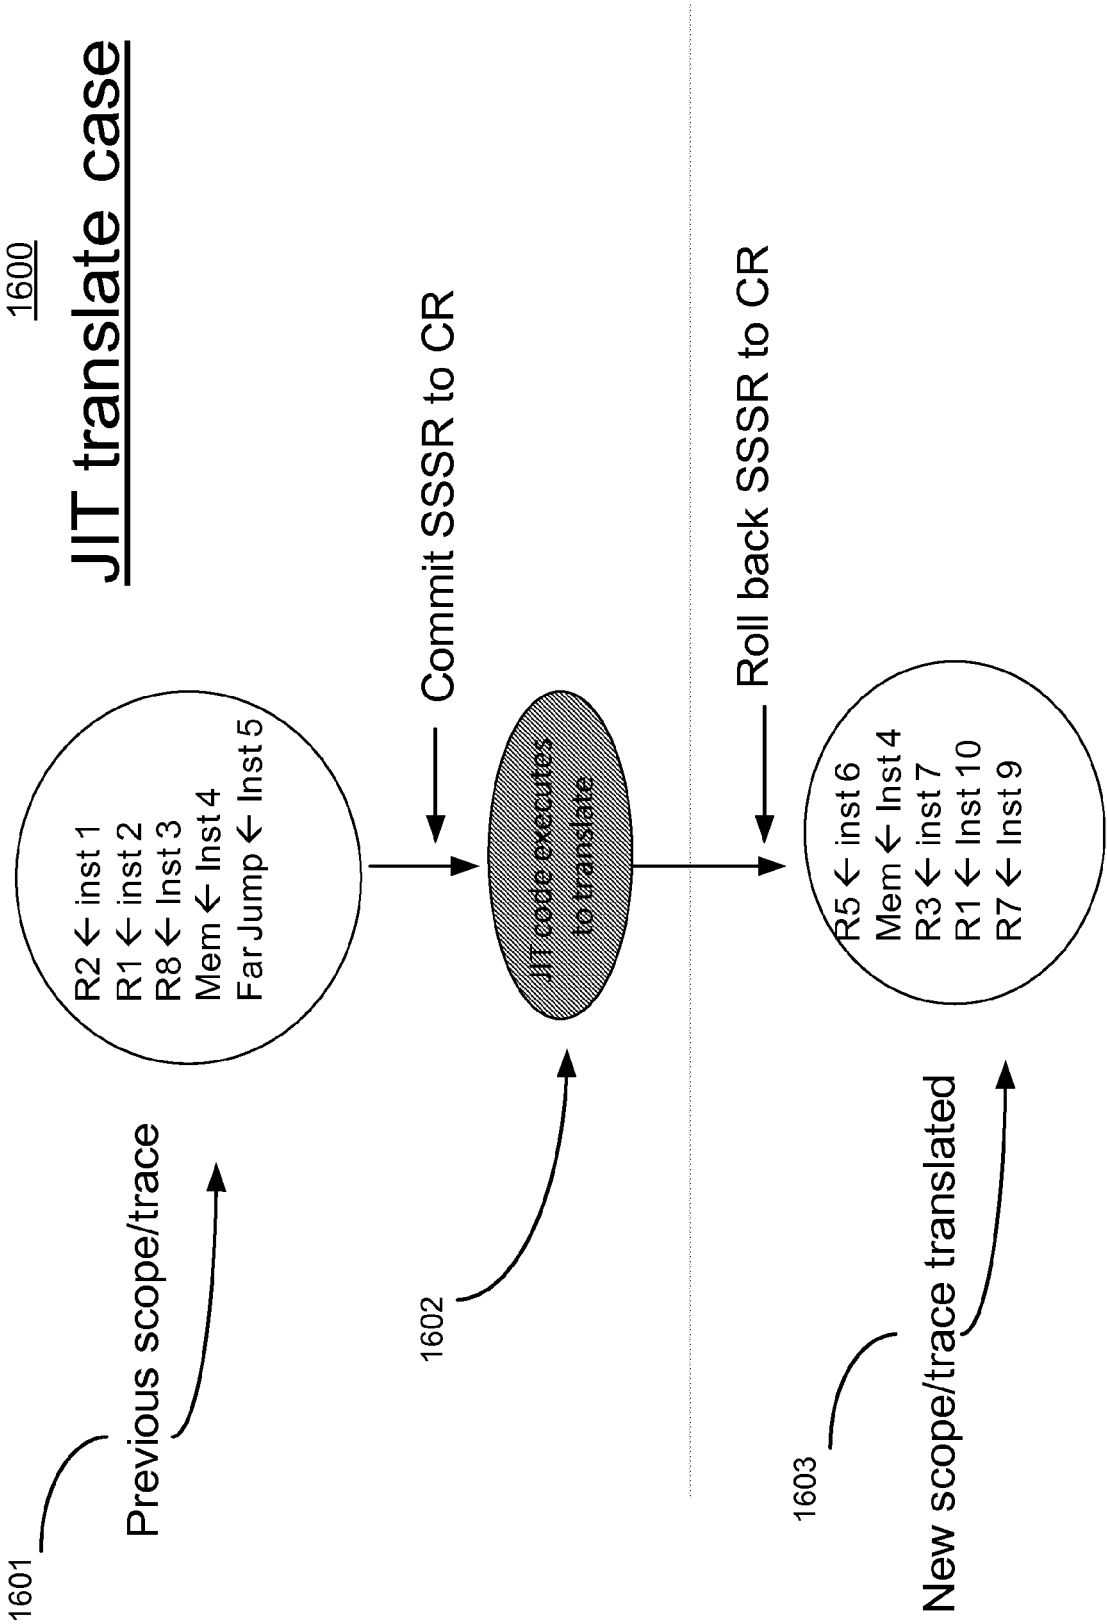 1600
JIT translate case
1601
Previous scope/trace
R2 ← inst 1
R1 ← inst 2
R8 ← Inst 3
Mem ← Inst 4
Far Jump ← Inst 5
Commit SSSR to CR
1602
JIT code executes
to translate
Roll back SSSR to CR
1603
New scope/trace translated
R5 ← inst 6
Mem ← Inst 4
R3 ← inst 7
R1 ← Inst 10
R7 ← Inst 9